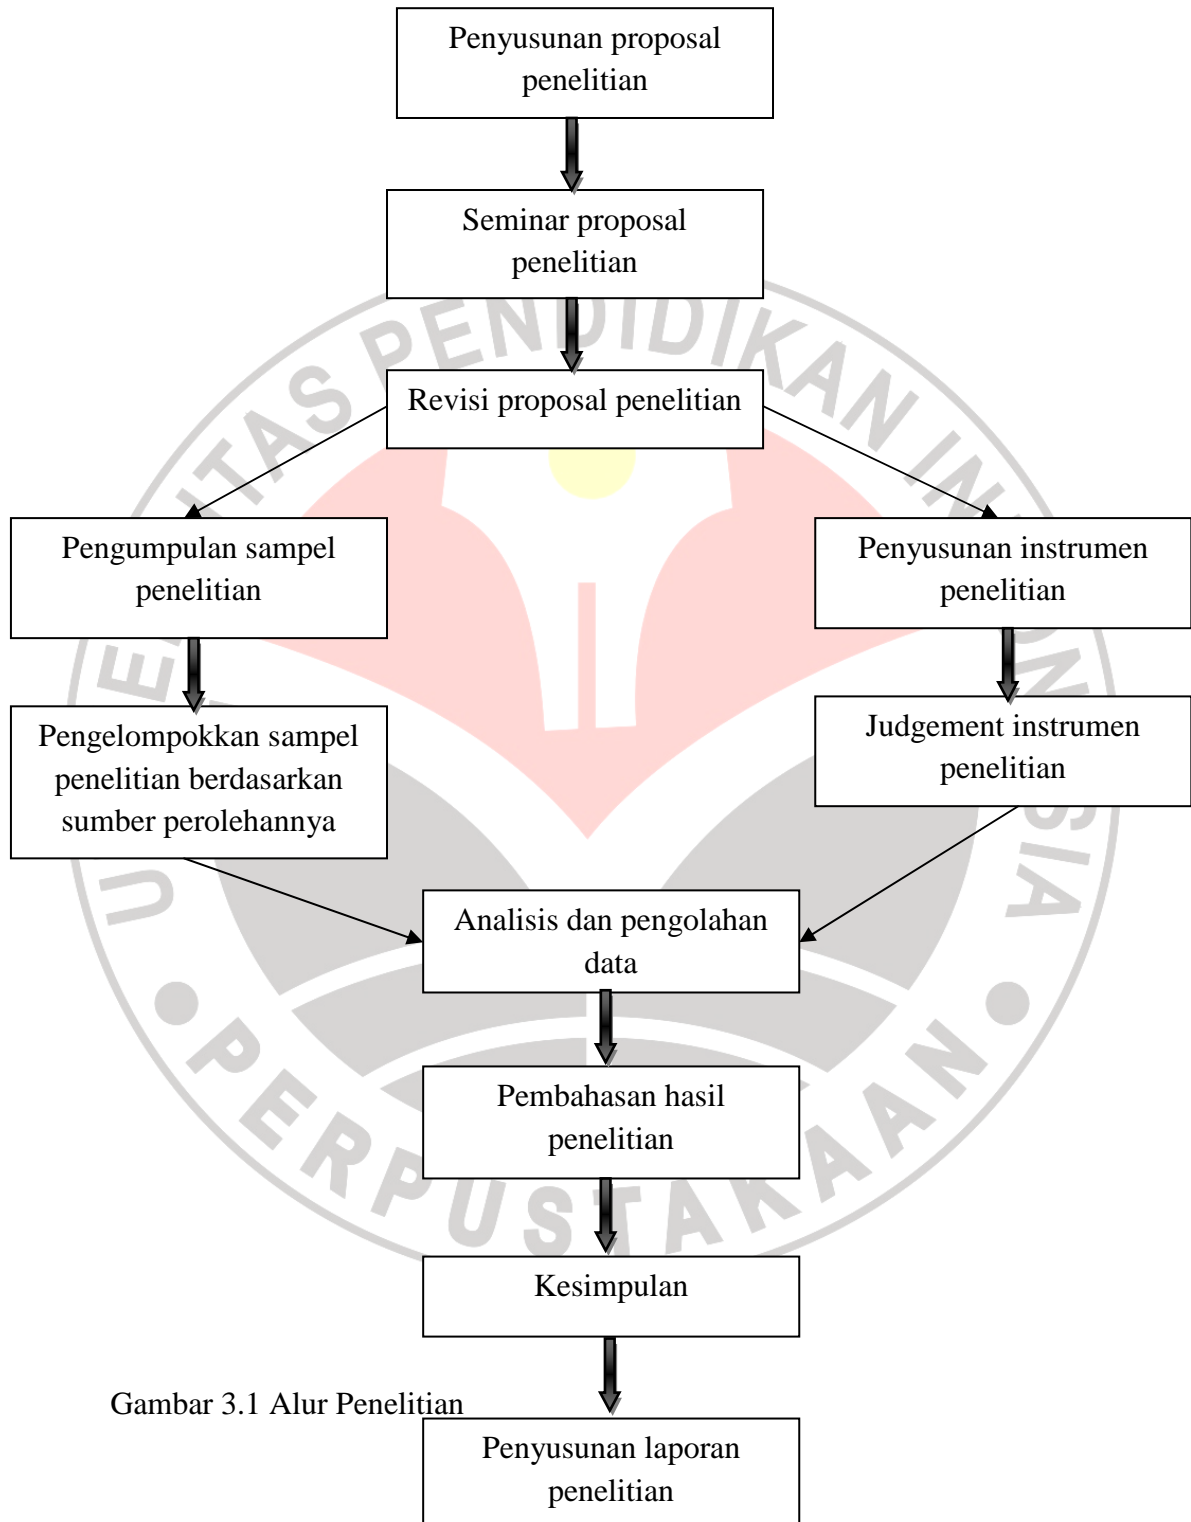 Penyusunan proposal
penelitian
Seminar proposal
penelitian
Revisi proposal penelitian
Pengumpulan sampel
penelitian
Penyusunan instrumen
penelitian
Pengelompokkan sampel
penelitian berdasarkan
sumber perolehannya
Judgement instrumen
penelitian
Analisis dan pengolahan
data
Pembahasan hasil
penelitian
Kesimpulan
Gambar 3.1 Alur Penelitian
Penyusunan laporan
penelitian
PENDIDIKAN
PERPUSTAKAAN